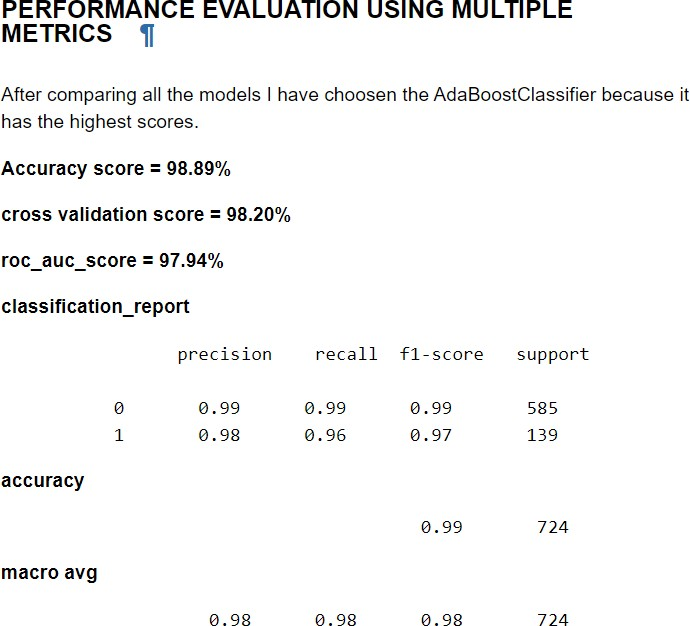 PERFORMANCE EVALUATION USING MULTIPLE
METRICS ¶
After comparing all the models I have choosen the AdaBoostClassifier because it
has the highest scores.
Accuracy score = 98.89%
cross validation score = 98.20%
roc_auc_score = 97.94%
classification_report
precision recall f1-score support
0 0.99 0.99 0.99 585
1 0.98 0.96 0.97 139
accuracy
0.99 724
macro avg
0.98 0.98 0.98 724